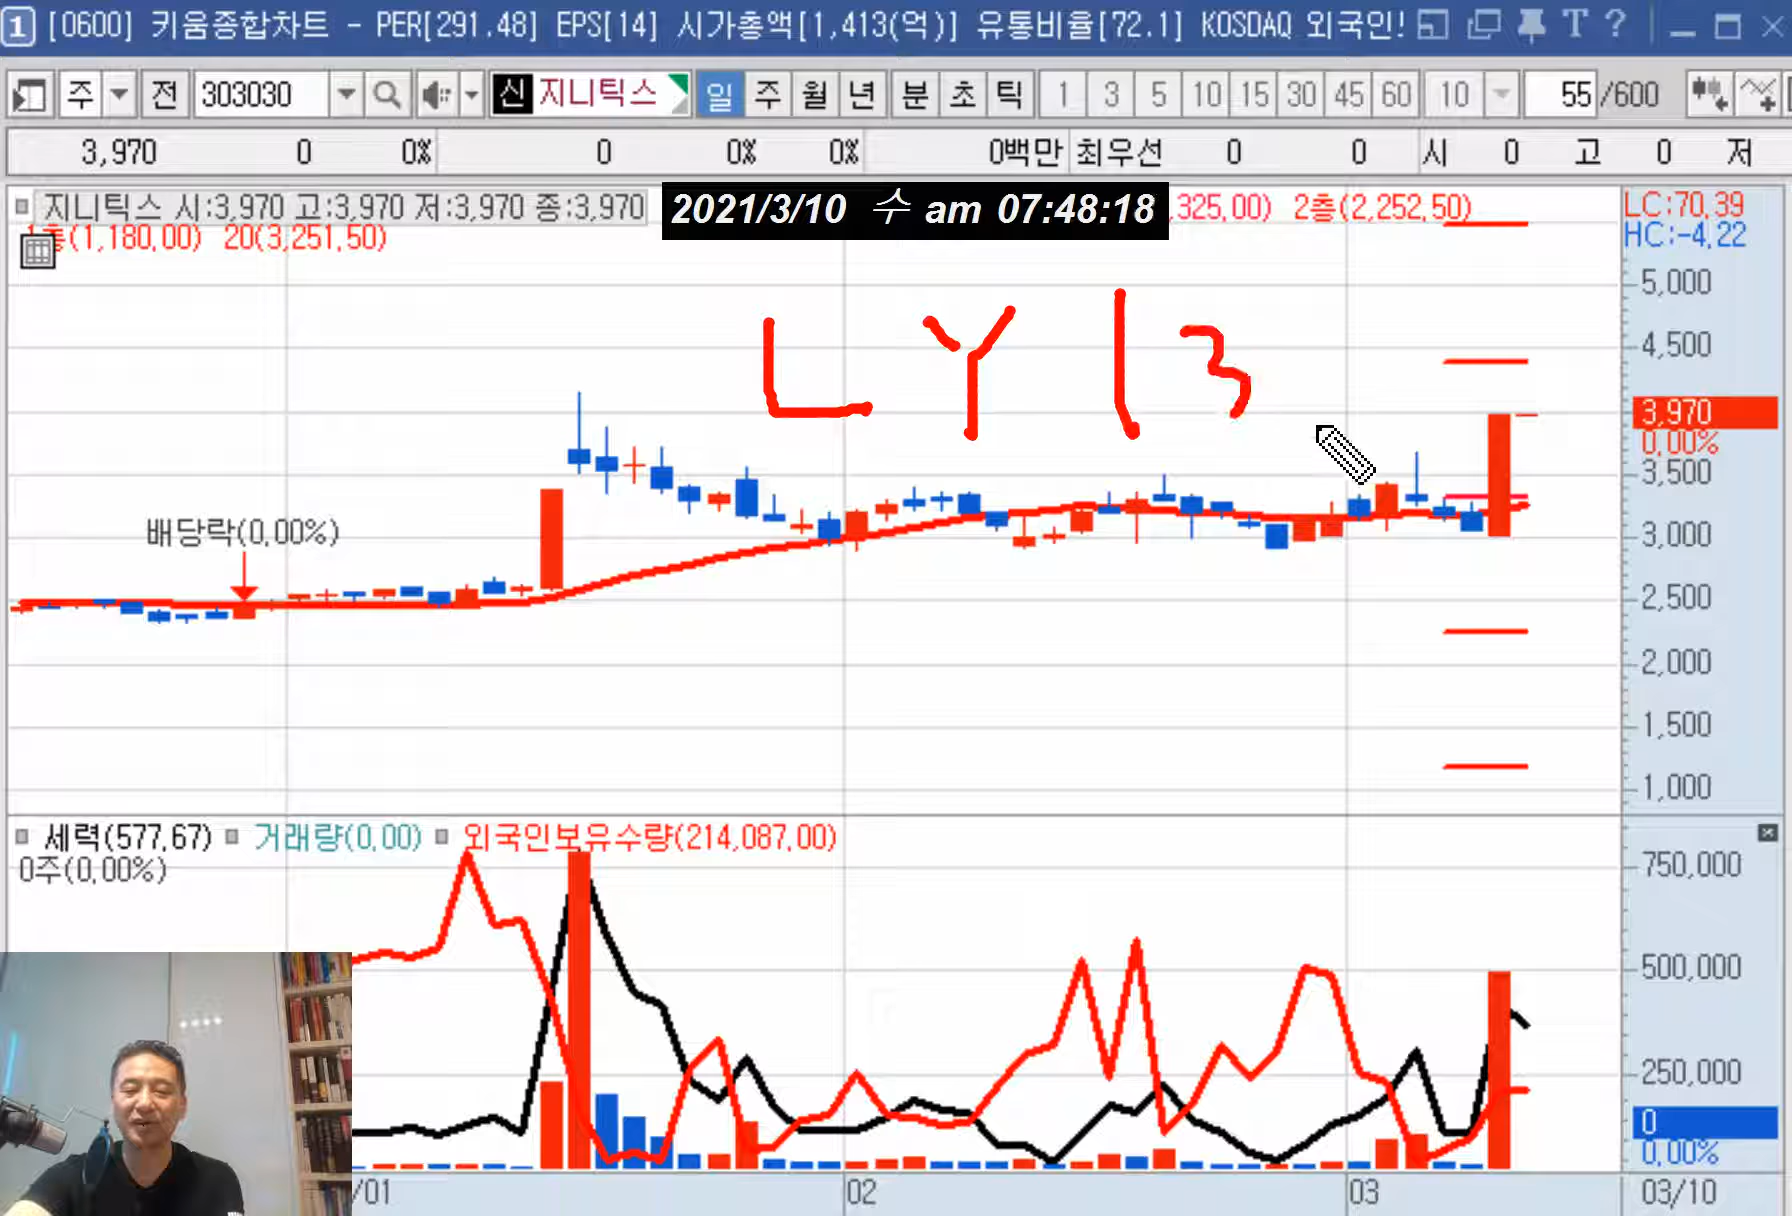 1 [0600] 키움종합차트 - PER[291.48] EPS[14] 시가총액[1,413(억)] 유통비율[72.1] KOSDAQ 외국인! T ?
주 전 303030 신 지니틱스 일 주 월 년 분 초 틱 1 3 5 10 15 30 45 60 10 55 /600
3,970 0 0% 0 0% 0% 0백만 최우선 0 0 시 0 고 0 저
지니틱스 시:3,970 고:3,970 저:3,970 종:3,970 2021/3/10 수 am 07:48:18 ,325,00) 2층(2,252,50)
1층(1,180,00) 20(3,251,50)
LC:70,39
HC:-4,22
5,000
L Y 1 3
4,500
3,970
0,00%
3,500
배당락(0,00%)
3,000
2,500
2,000
1,500
1,000
세력(577,67) 거래량(0,00) 외국인보유수량(214,087,00)
0주(0,00%)
750,000
500,000
250,000
0
0,00%
/01 02 03 03/10